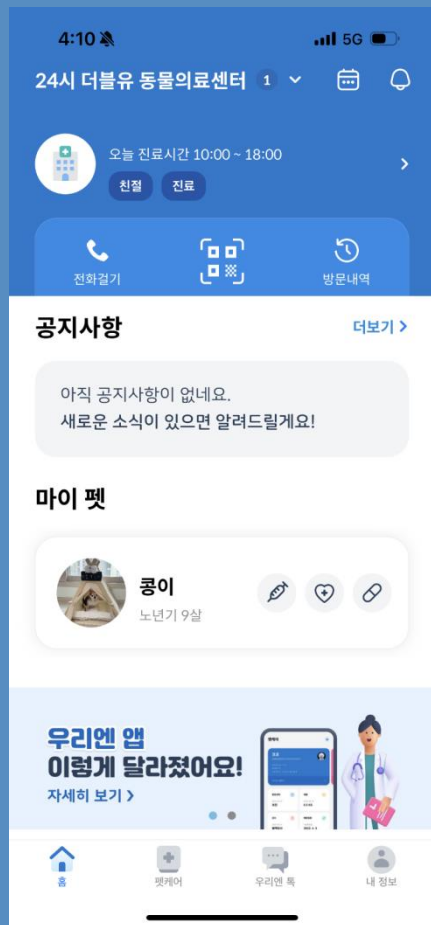 4:10
5G
24시 더블유 동물의료센터 1
오늘 진료시간 10:00 ~ 18:00
친절 진료
전화걸기 방문내역
공지사항 더보기 >
아직 공지사항이 없네요.
새로운 소식이 있으면 알려드릴게요!
마이 펫
콩이
노년기 9살
우리엔 앱
이렇게 달라졌어요!
자세히 보기 >
홈 펫케어 우리엔 톡 내 정보